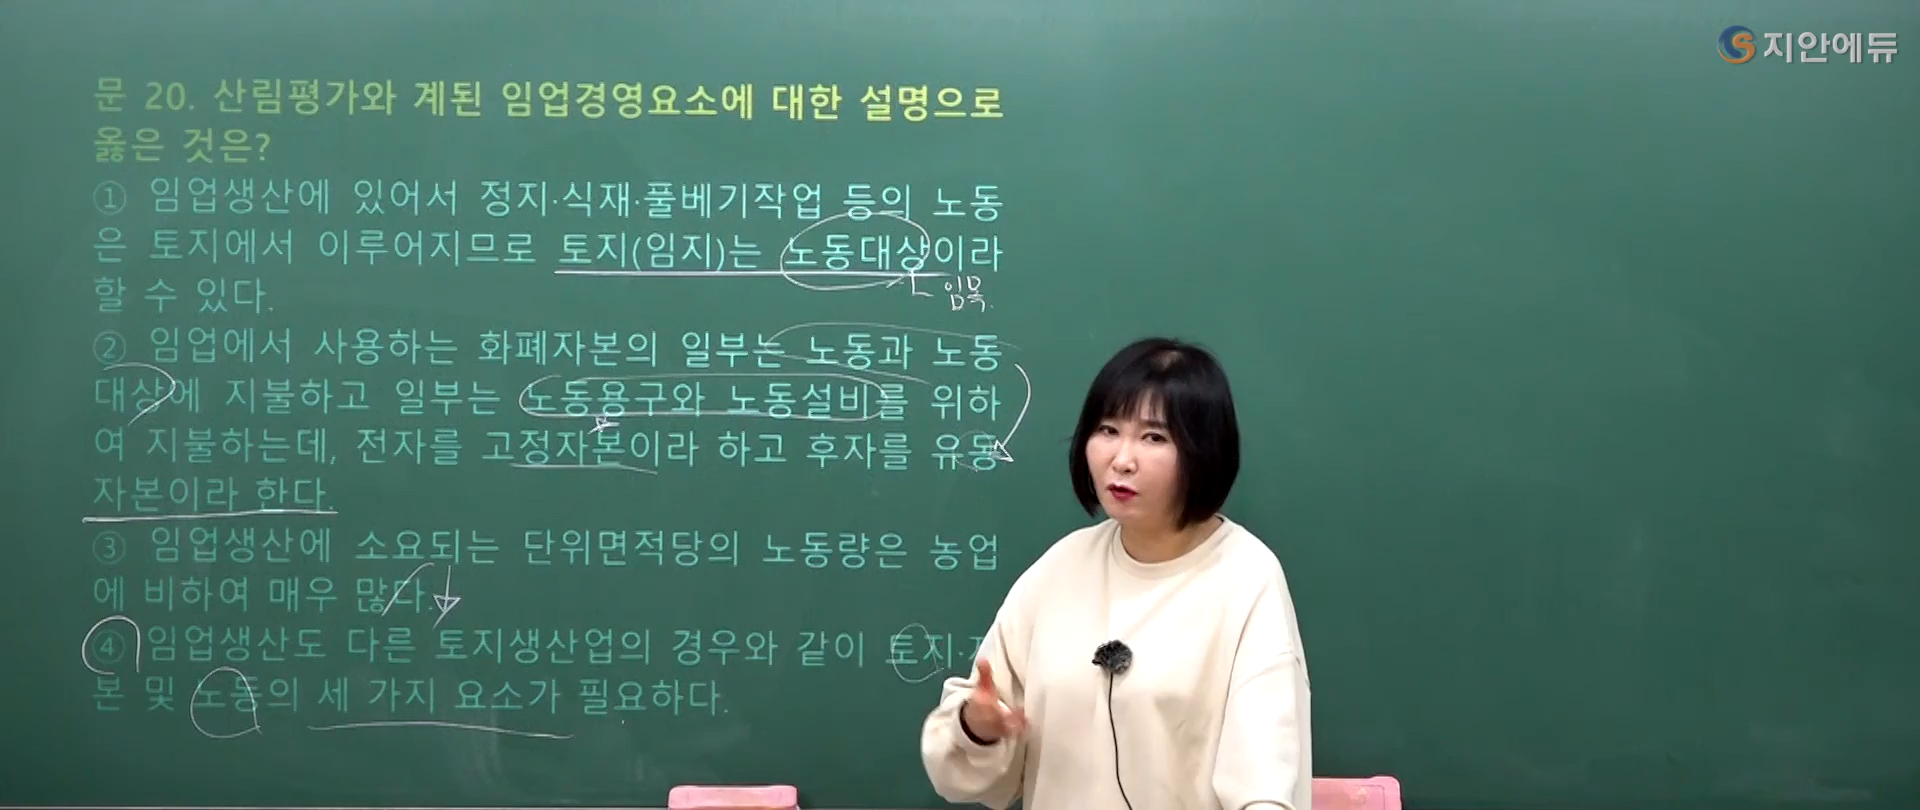 지안에듀
문 20. 산림평가와 계된 임업경영요소에 대한 설명으로
옳은 것은?
① 임업생산에 있어서 정지·식재·풀베기작업 등의 노동
은 토지에서 이루어지므로 토지(임지)는 노동대상이라
할 수 있다.
임목.
② 임업에서 사용하는 화폐자본의 일부는 노동과 노동
대상에 지불하고 일부는 노동용구와 노동설비를 위하
여 지불하는데, 전자를 고정자본이라 하고 후자를 유동
자본이라 한다.
③ 임업생산에 소요되는 단위면적당의 노동량은 농업
에 비하여 매우 많다.
④ 임업생산도 다른 토지생산업의 경우와 같이 토지·
본 및 노동의 세 가지 요소가 필요하다.